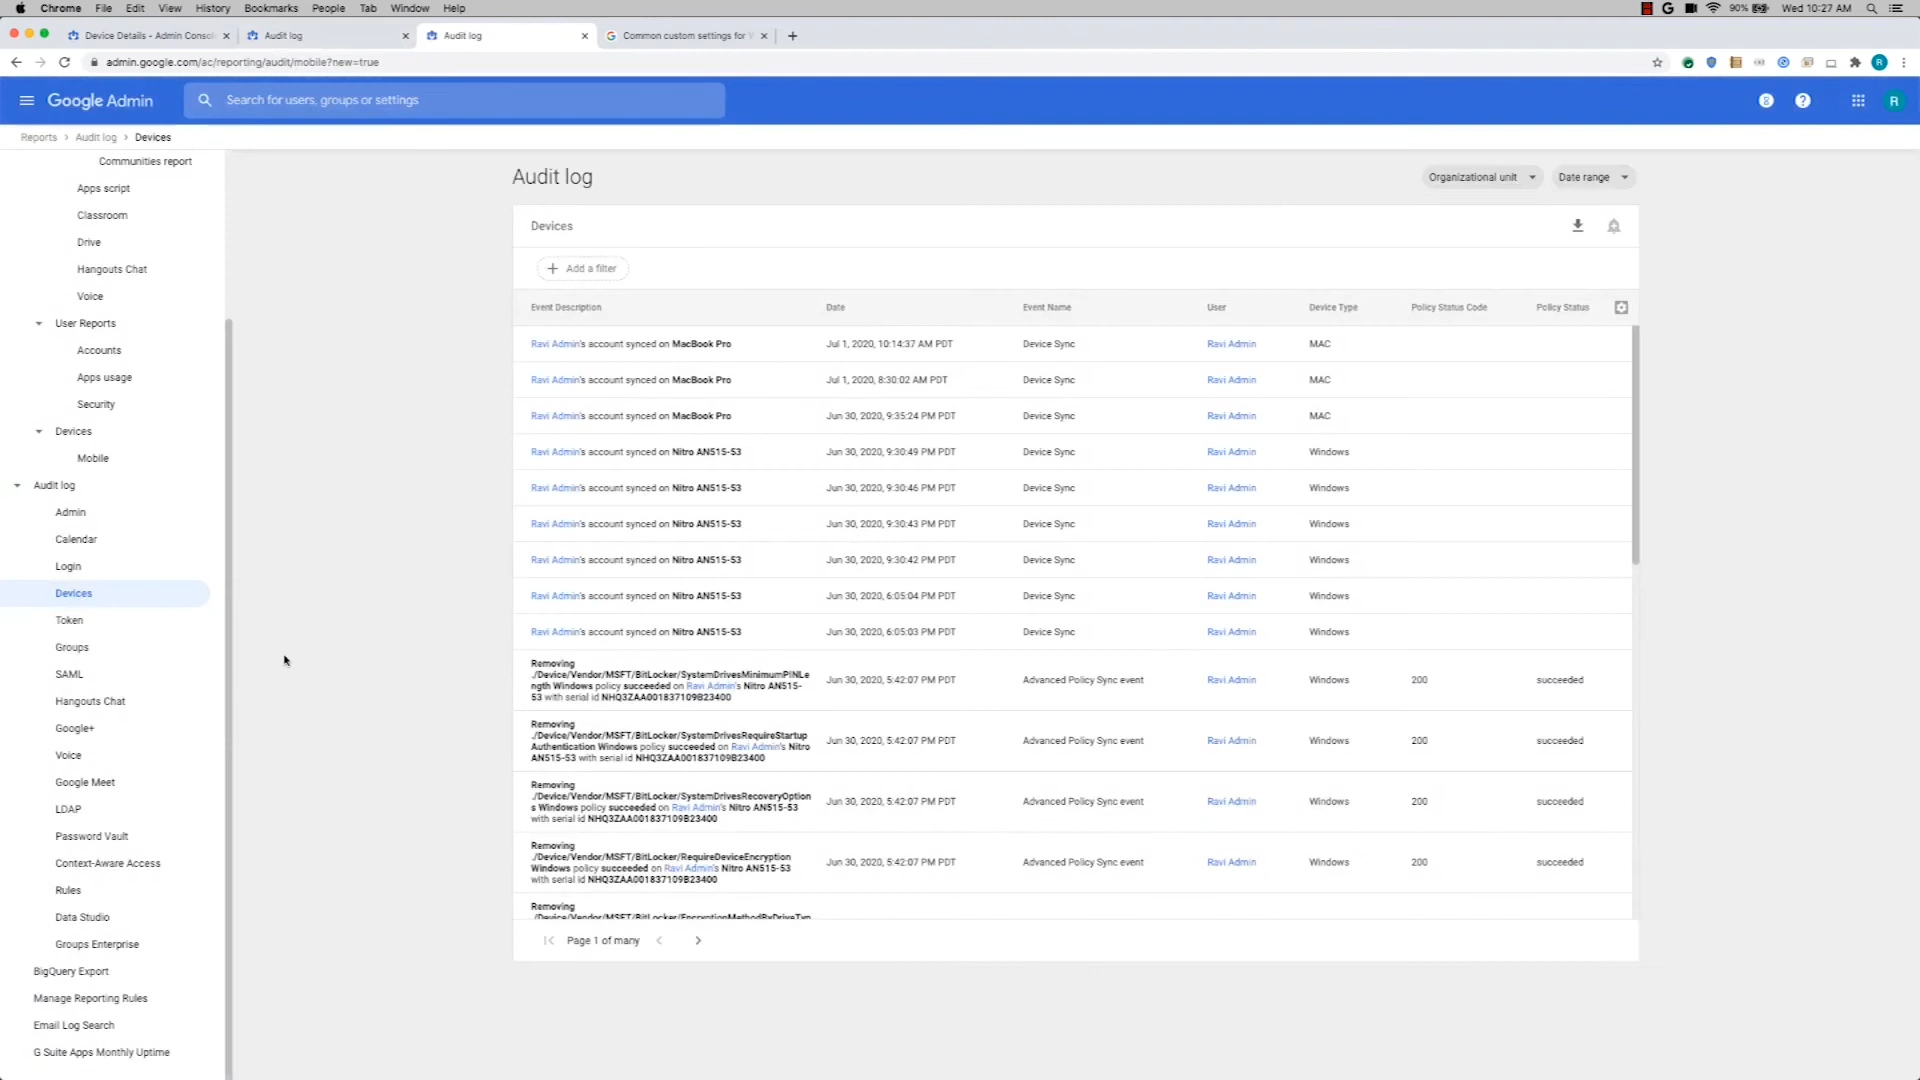 Chrome File Edit View History Bookmarks People Tab Window Help 90% Wed 10:27 AM
Device Details - Admin Consol Audit log Audit log Common custom settings for
admin.google.com/ac/reporting/audit/mobile?new=true
Google Admin Search for users, groups or settings R
Reports > Audit log > Devices
Communities report
Apps script
Classroom
Drive
Hangouts Chat
Voice
User Reports
Accounts
Apps usage
Security
Devices
Mobile
Audit log
Admin
Calendar
Login
Devices
Token
Groups
SAML
Hangouts Chat
Google+
Voice
Google Meet
LDAP
Password Vault
Context-Aware Access
Rules
Data Studio
Groups Enterprise
BigQuery Export
Manage Reporting Rules
Email Log Search
G Suite Apps Monthly Uptime
Audit log
Organizational unit Date range
Devices
Add a filter
Event Description Date Event Name User Device Type Policy Status Code Policy Status
Ravi Admin's account synced on MacBook Pro Jul 1, 2020, 10:14:37 AM PDT Device Sync Ravi Admin MAC
Ravi Admin's account synced on MacBook Pro Jul 1, 2020, 8:30:02 AM PDT Device Sync Ravi Admin MAC
Ravi Admin's account synced on MacBook Pro Jun 30, 2020, 9:35:24 PM PDT Device Sync Ravi Admin MAC
Ravi Admin's account synced on Nitro AN515-53 Jun 30, 2020, 9:30:49 PM PDT Device Sync Ravi Admin Windows
Ravi Admin's account synced on Nitro AN515-53 Jun 30, 2020, 9:30:46 PM PDT Device Sync Ravi Admin Windows
Ravi Admin's account synced on Nitro AN515-53 Jun 30, 2020, 9:30:43 PM PDT Device Sync Ravi Admin Windows
Ravi Admin's account synced on Nitro AN515-53 Jun 30, 2020, 9:30:42 PM PDT Device Sync Ravi Admin Windows
Ravi Admin's account synced on Nitro AN515-53 Jun 30, 2020, 6:05:04 PM PDT Device Sync Ravi Admin Windows
Ravi Admin's account synced on Nitro AN515-53 Jun 30, 2020, 6:05:03 PM PDT Device Sync Ravi Admin Windows
Removing
./Device/Vendor/MSFT/BitLocker/SystemDrivesMinimumPINLe
ngth Windows policy succeeded on Ravi Admin's Nitro AN515-
53 with serial id NHQ3ZAA001837109B23400
Jun 30, 2020, 5:42:07 PM PDT Advanced Policy Sync event Ravi Admin Windows 200 succeeded
Removing
./Device/Vendor/MSFT/BitLocker/SystemDrivesRequireStartup
Authentication Windows policy succeeded on Ravi Admin's Nitro
AN515-53 with serial id NHQ3ZAA001837109B23400
Jun 30, 2020, 5:42:07 PM PDT Advanced Policy Sync event Ravi Admin Windows 200 succeeded
Removing
./Device/Vendor/MSFT/BitLocker/SystemDrivesRecoveryOption
s Windows policy succeeded on Ravi Admin's Nitro AN515-53
with serial id NHQ3ZAA001837109B23400
Jun 30, 2020, 5:42:07 PM PDT Advanced Policy Sync event Ravi Admin Windows 200 succeeded
Removing
./Device/Vendor/MSFT/BitLocker/RequireDeviceEncryption
Windows policy succeeded on Ravi Admin's Nitro AN515-53
with serial id NHQ3ZAA001837109B23400
Jun 30, 2020, 5:42:07 PM PDT Advanced Policy Sync event Ravi Admin Windows 200 succeeded
Removing
./Device/Vendor/MSFT/BitLocker/EncryptionMethodByDriveTyp
Page 1 of many